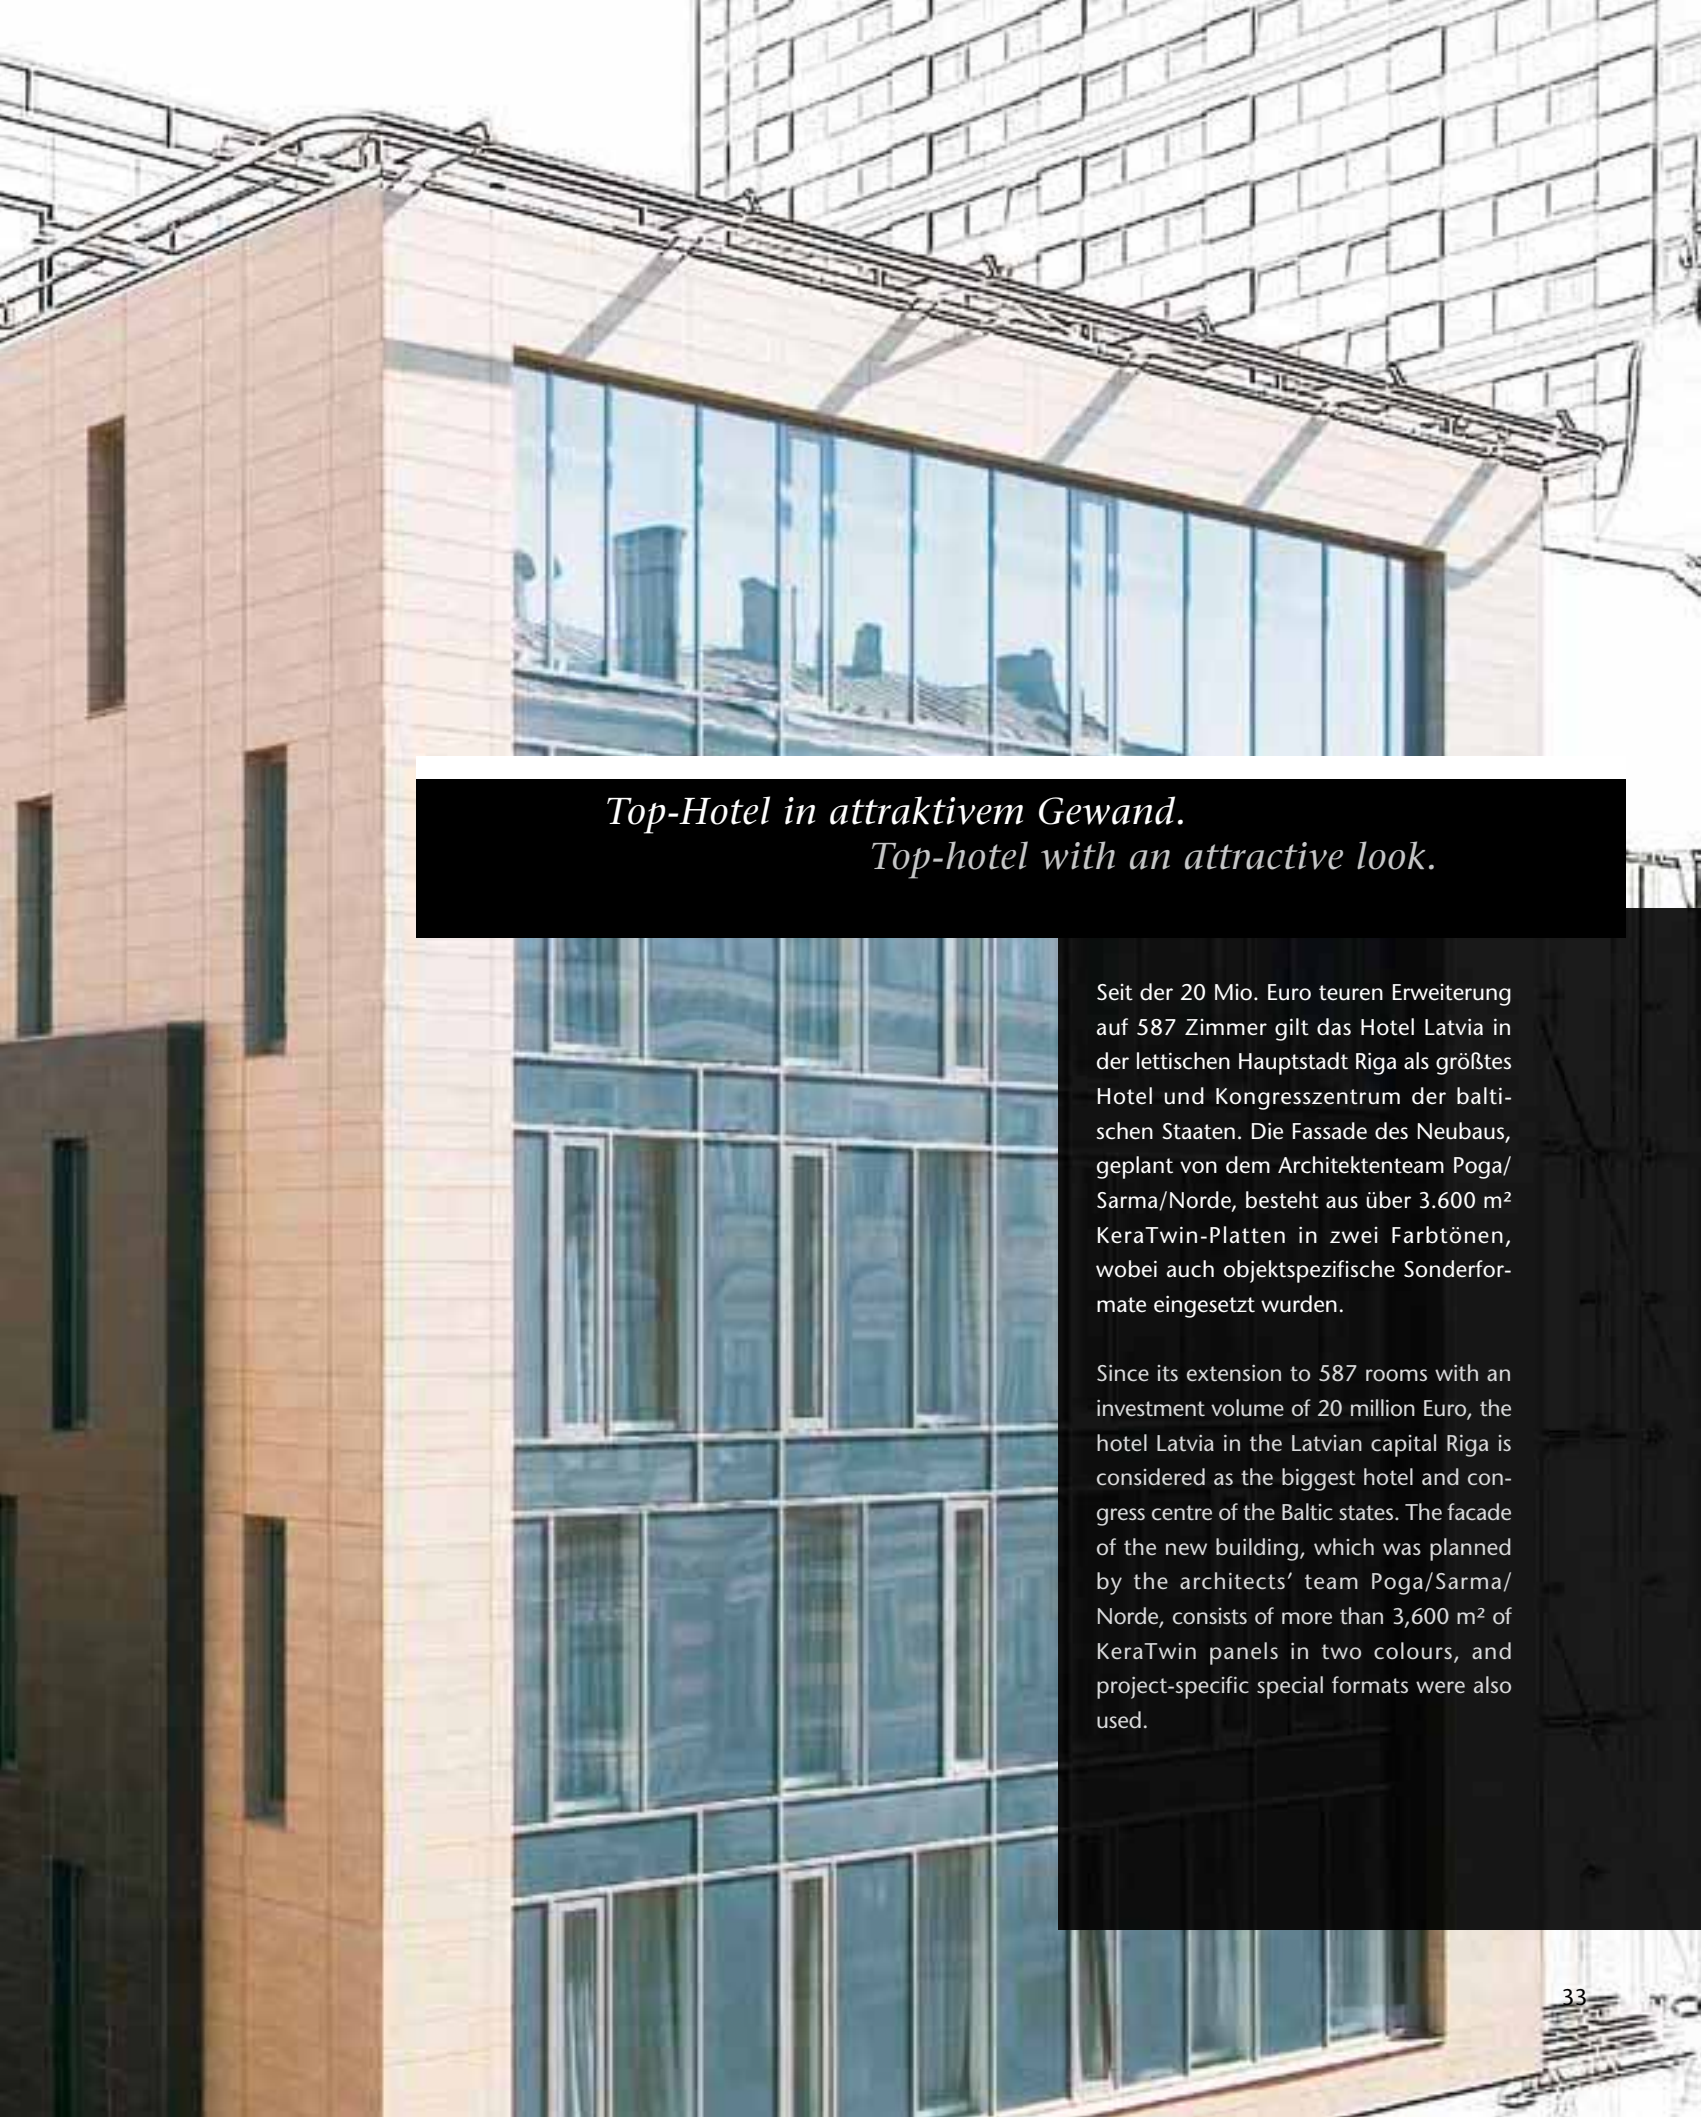 Top-Hotel in attraktivem Gewand.
Top-hotel with an attractive look.
Seit der 20 Mio. Euro teuren Erweiterung
auf 587 Zimmer gilt das Hotel Latvia in
der lettischen Hauptstadt Riga als größtes
Hotel und Kongresszentrum der balti-
schen Staaten. Die Fassade des Neubaus,
geplant von dem Architektenteam Poga/
Sarma/Norde, besteht aus über 3.600 m²
KeraTwin-Platten in zwei Farbtönen,
wobei auch objektspezifische Sonderfor-
mate eingesetzt wurden.
Since its extension to 587 rooms with an
investment volume of 20 million Euro, the
hotel Latvia in the Latvian capital Riga is
considered as the biggest hotel and con-
gress centre of the Baltic states. The facade
of the new building, which was planned
by the architects’ team Poga/Sarma/
Norde, consists of more than 3,600 m² of
KeraTwin panels in two colours, and
project-specific special formats were also
used.
33